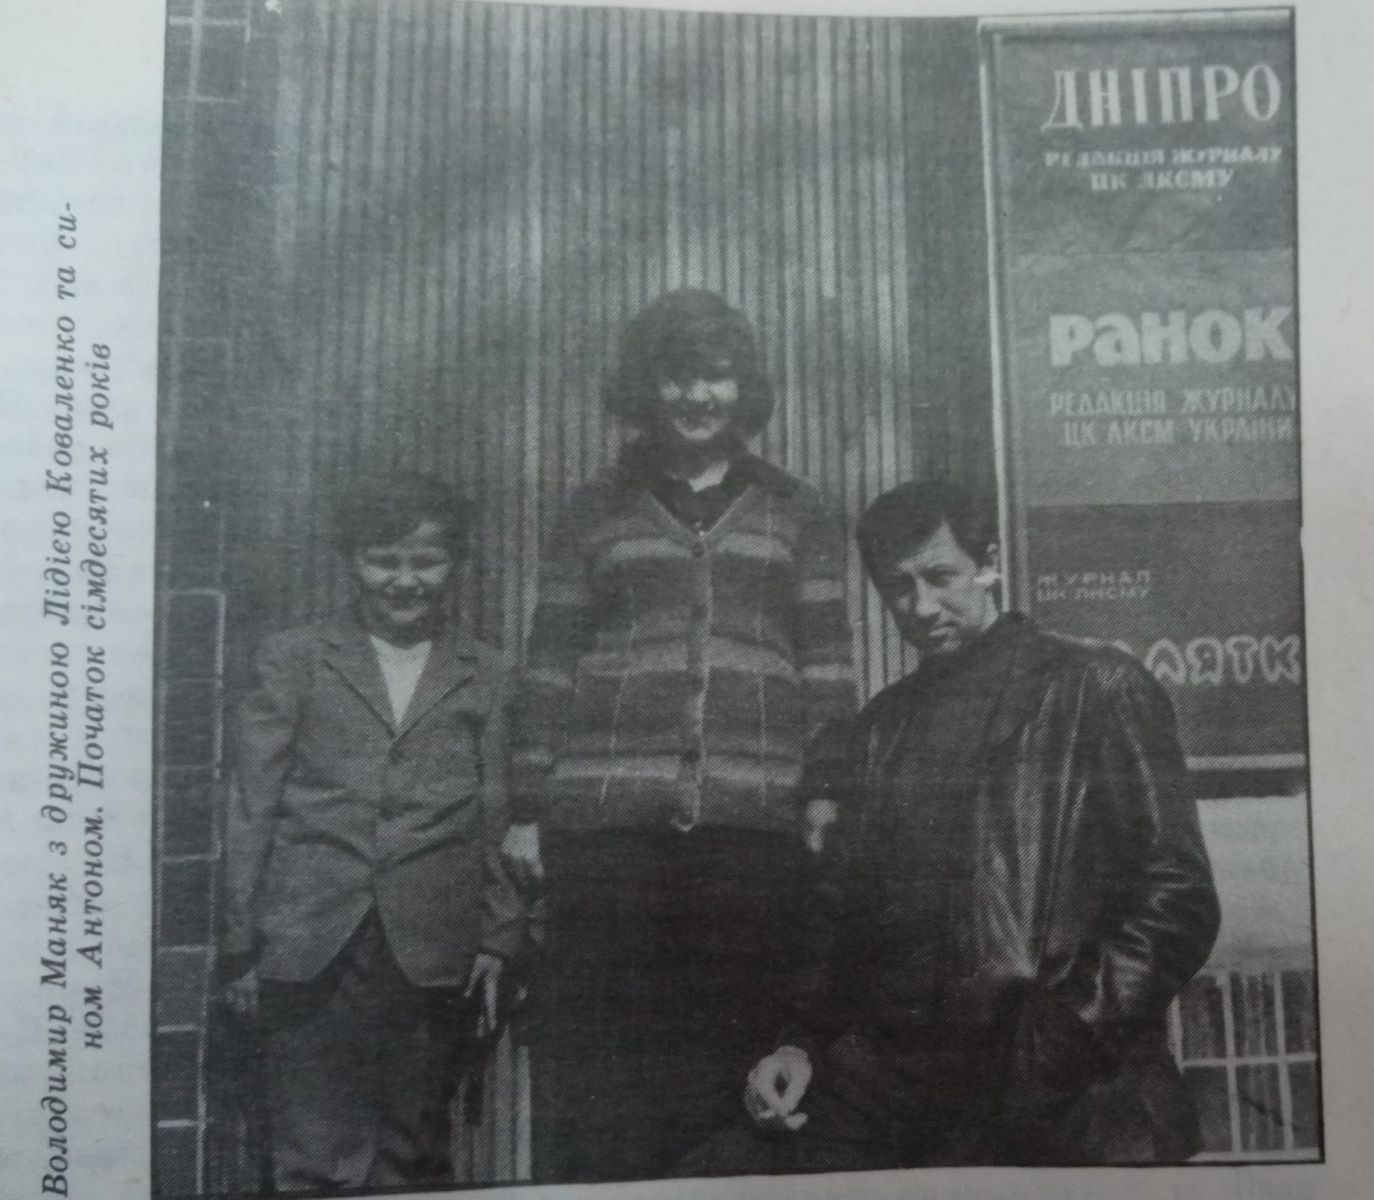 Володимир Маняк з дружиною Лідією Коваленко та си-
ном Антоном. Початок сімдесятих років
ДНІПРО
РЕДАКЦІЯ ЖУРНАЛУ
ЦК ЛКСМУ
Ранок
РЕДАКЦІЯ ЖУРНАЛУ
ЦК ЛКСМ УКРАЇНИ
ЖУРНАЛ
ЦК ЛКСМУ